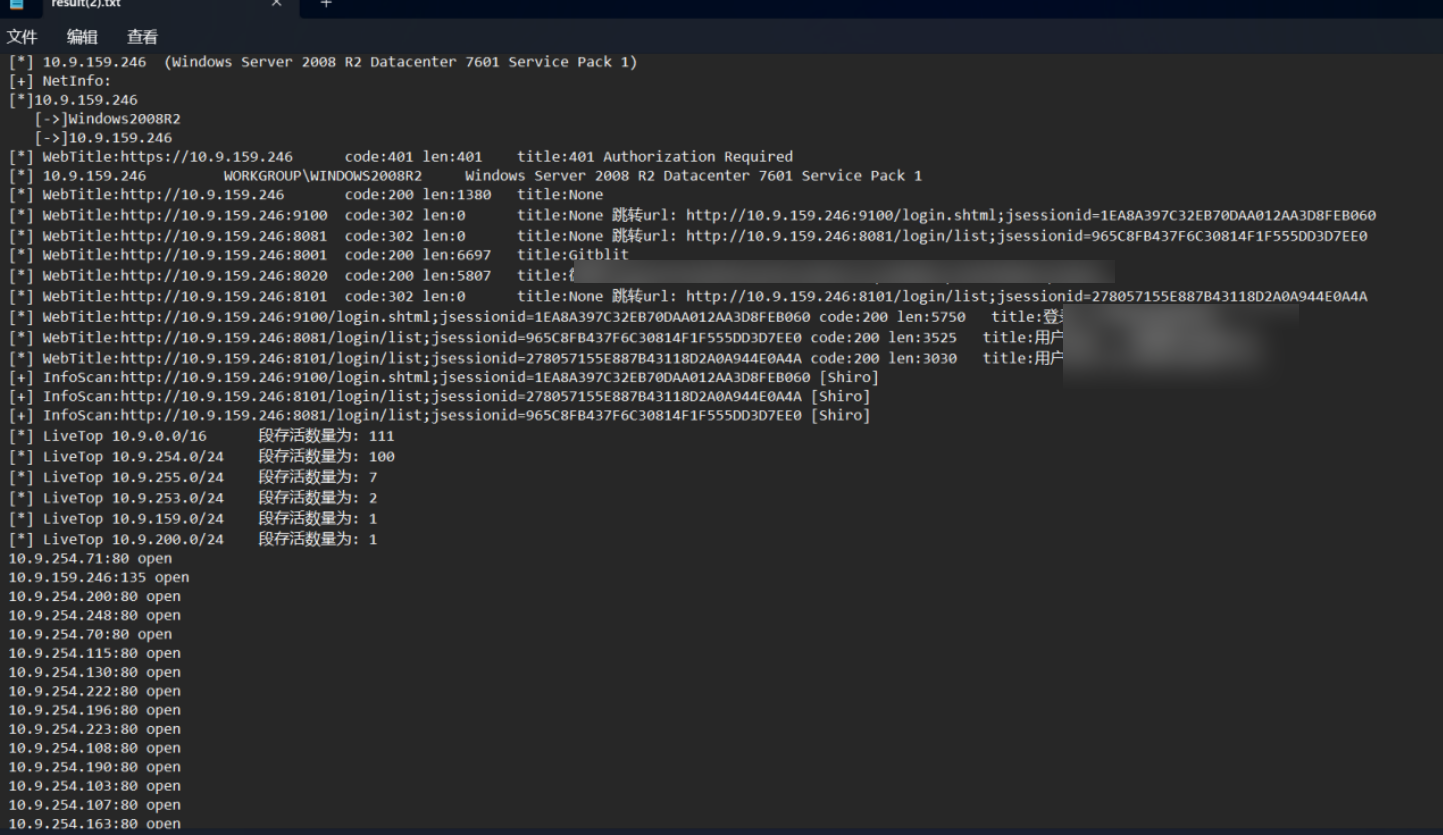 result(2).txt × +
文件 编辑 查看
[*] 10.9.159.246 (Windows Server 2008 R2 Datacenter 7601 Service Pack 1)
[+] NetInfo:
[*]10.9.159.246
[->]Windows2008R2
[->]10.9.159.246
[*] WebTitle:https://10.9.159.246 code:401 len:401 title:401 Authorization Required
[*] 10.9.159.246 WORKGROUP\WINDOWS2008R2 Windows Server 2008 R2 Datacenter 7601 Service Pack 1
[*] WebTitle:http://10.9.159.246 code:200 len:1380 title:None
[*] WebTitle:http://10.9.159.246:9100 code:302 len:0 title:None 跳转url: http://10.9.159.246:9100/login.shtml;jsessionid=1EA8A397C32EB70DAA012AA3D8FEB060
[*] WebTitle:http://10.9.159.246:8081 code:302 len:0 title:None 跳转url: http://10.9.159.246:8081/login/list;jsessionid=965C8FB437F6C30814F1F555DD3D7EE0
[*] WebTitle:http://10.9.159.246:8001 code:200 len:6697 title:Gitblit
[*] WebTitle:http://10.9.159.246:8020 code:200 len:5807 title:
[*] WebTitle:http://10.9.159.246:8101 code:302 len:0 title:None 跳转url: http://10.9.159.246:8101/login/list;jsessionid=278057155E887B43118D2A0A944E0A4A
[*] WebTitle:http://10.9.159.246:9100/login.shtml;jsessionid=1EA8A397C32EB70DAA012AA3D8FEB060 code:200 len:5750 title:登
[*] WebTitle:http://10.9.159.246:8081/login/list;jsessionid=965C8FB437F6C30814F1F555DD3D7EE0 code:200 len:3525 title:用户
[*] WebTitle:http://10.9.159.246:8101/login/list;jsessionid=278057155E887B43118D2A0A944E0A4A code:200 len:3030 title:用户
[+] InfoScan:http://10.9.159.246:9100/login.shtml;jsessionid=1EA8A397C32EB70DAA012AA3D8FEB060 [Shiro]
[+] InfoScan:http://10.9.159.246:8101/login/list;jsessionid=278057155E887B43118D2A0A944E0A4A [Shiro]
[+] InfoScan:http://10.9.159.246:8081/login/list;jsessionid=965C8FB437F6C30814F1F555DD3D7EE0 [Shiro]
[*] LiveTop 10.9.0.0/16 段存活数量为: 111
[*] LiveTop 10.9.254.0/24 段存活数量为: 100
[*] LiveTop 10.9.255.0/24 段存活数量为: 7
[*] LiveTop 10.9.253.0/24 段存活数量为: 2
[*] LiveTop 10.9.159.0/24 段存活数量为: 1
[*] LiveTop 10.9.200.0/24 段存活数量为: 1
10.9.254.71:80 open
10.9.159.246:135 open
10.9.254.200:80 open
10.9.254.248:80 open
10.9.254.70:80 open
10.9.254.115:80 open
10.9.254.130:80 open
10.9.254.222:80 open
10.9.254.196:80 open
10.9.254.223:80 open
10.9.254.108:80 open
10.9.254.190:80 open
10.9.254.103:80 open
10.9.254.107:80 open
10.9.254.163:80 open